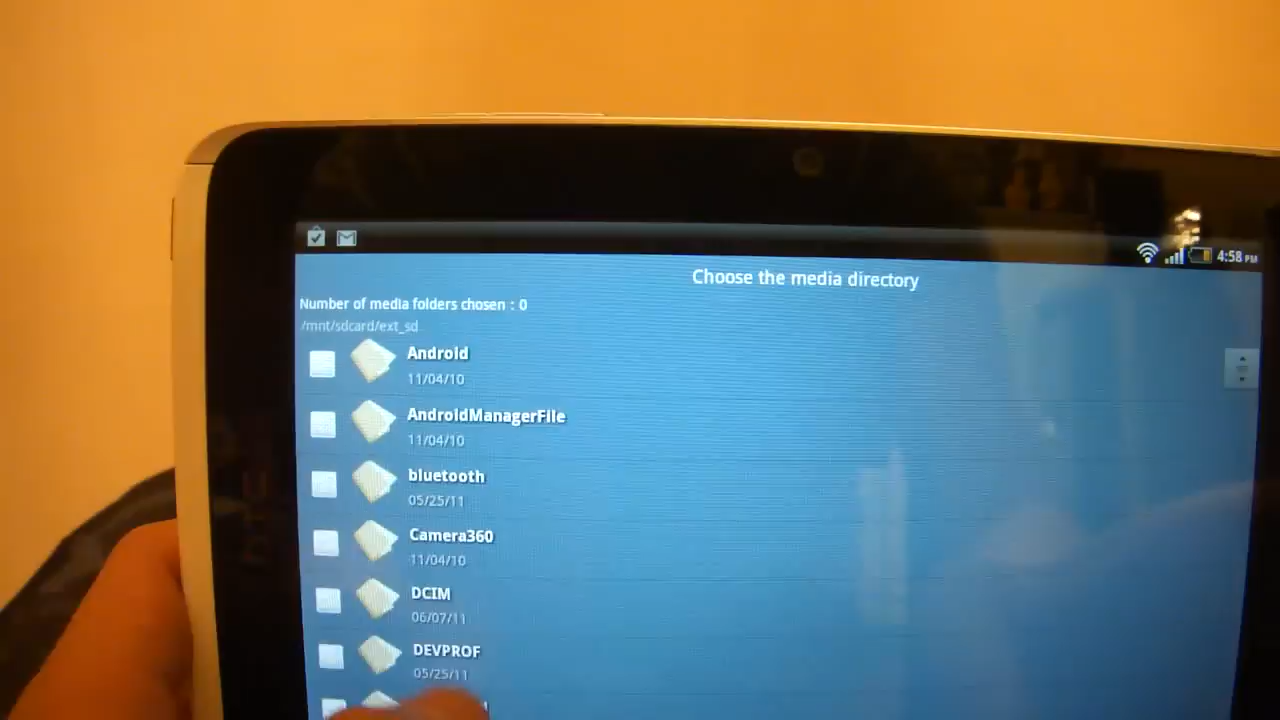 4:58 PM
Choose the media directory
Number of media folders chosen : 0
/mnt/sdcard/ext_sd
Android
11/04/10
AndroidManagerFile
11/04/10
bluetooth
05/25/11
Camera360
11/04/10
DCIM
06/07/11
DEVPROF
05/25/11